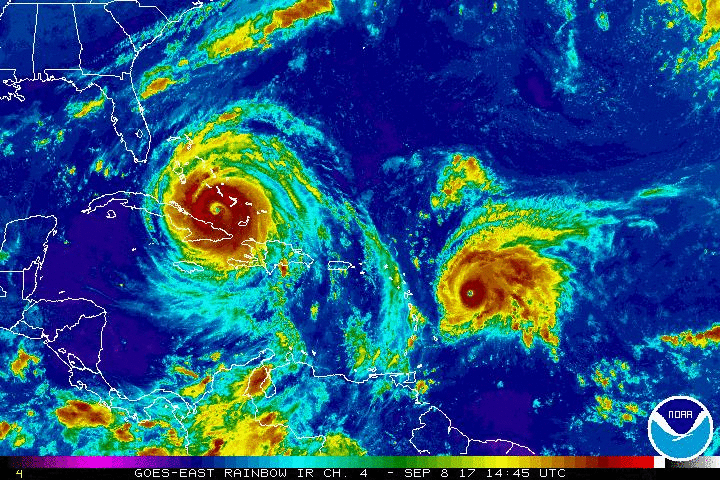 NOAA
4 GOES-EAST RAINBOW IR CH. 4 - SEP 8 17 14:45 UTC